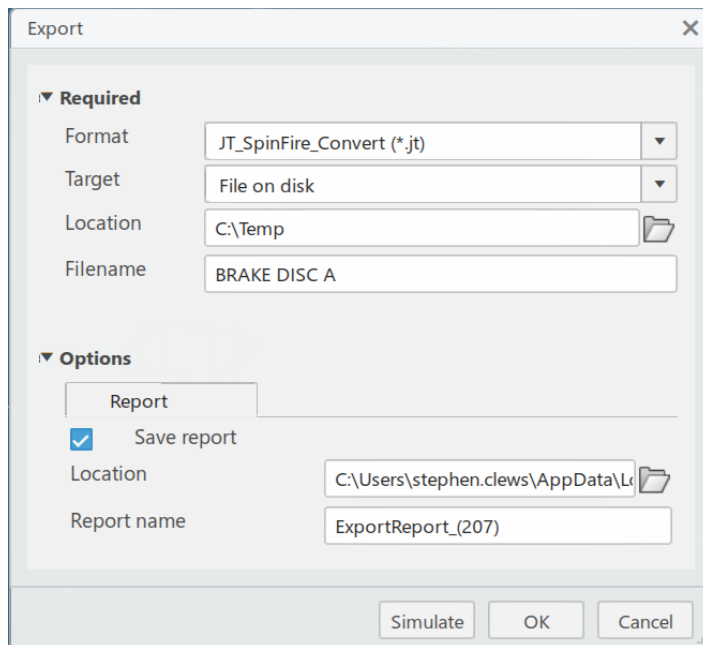 Export
Required
Format JT_SpinFire_Convert (*.jt)
Target File on disk
Location C:\Temp
Filename BRAKE DISC A
Options
Report
Save report
Location C:\Users\stephen.clews\AppData\Lo
Report name ExportReport_(207)
Simulate OK Cancel